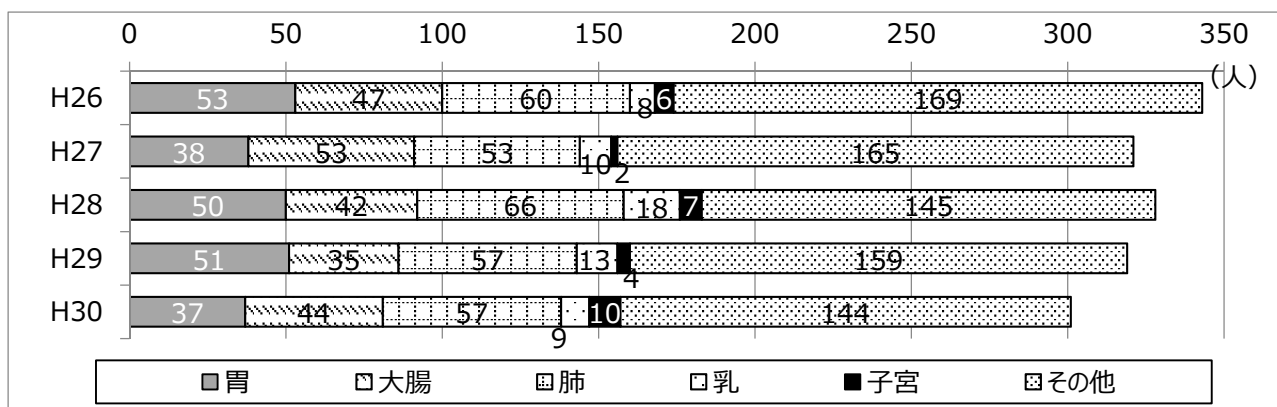 0 50 100 150 200 250 300 350
(人)
H26 53 47 60 8 6 169
H27 38 53 53 10 2 165
H28 50 42 66 18 7 145
H29 51 35 57 13 4 159
H30 37 44 57 9 10 144
胃 大腸 肺 乳 子宮 その他